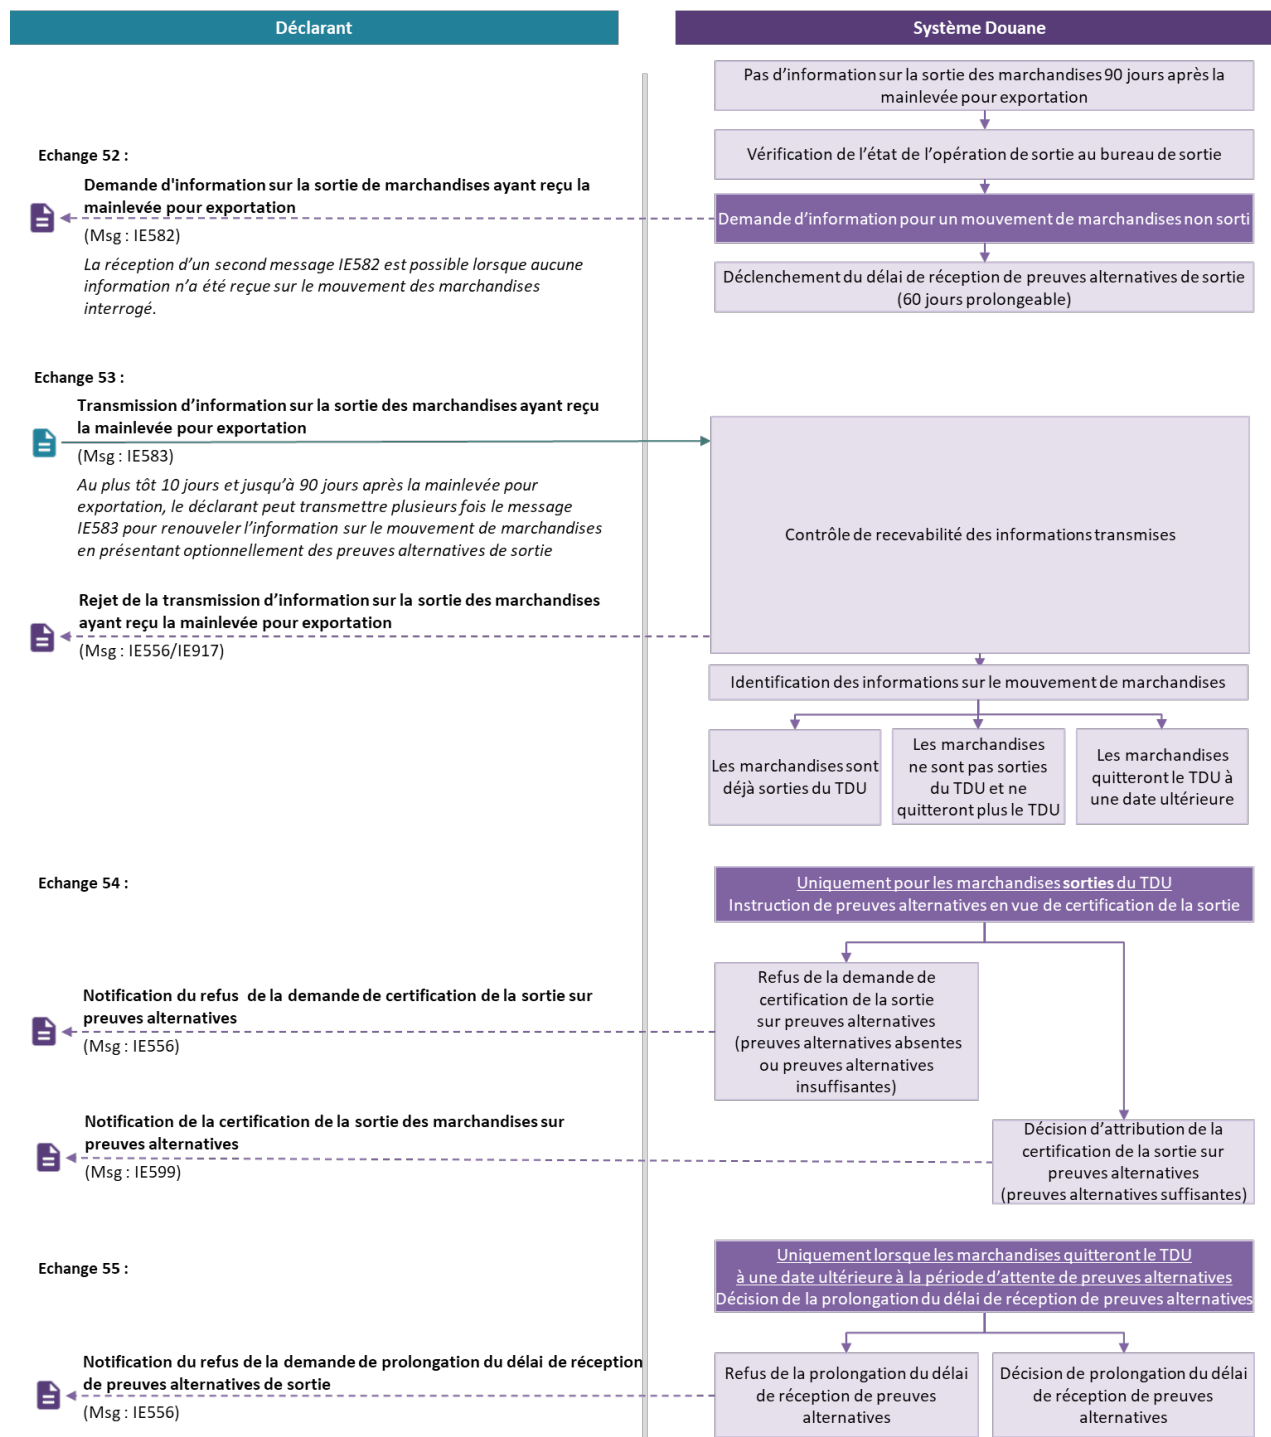 Déclarant
Système Douane
Pas d’information sur la sortie des marchandises 90 jours après la
mainlevée pour exportation
Vérification de l’état de l’opération de sortie au bureau de sortie
Echange 52 :
Demande d'information sur la sortie de marchandises ayant reçu la
mainlevée pour exportation
(Msg : IE582)
La réception d’un second message IE582 est possible lorsque aucune
information n’a été reçue sur le mouvement des marchandises
interrogé.
Demande d’information pour un mouvement de marchandises non sorti
Déclenchement du délai de réception de preuves alternatives de sortie
(60 jours prolongeable)
Echange 53 :
Transmission d’information sur la sortie des marchandises ayant reçu
la mainlevée pour exportation
(Msg : IE583)
Au plus tôt 10 jours et jusqu’à 90 jours après la mainlevée pour
exportation, le déclarant peut transmettre plusieurs fois le message
IE583 pour renouveler l’information sur le mouvement de marchandises
en présentant optionnellement des preuves alternatives de sortie
Contrôle de recevabilité des informations transmises
Rejet de la transmission d’information sur la sortie des marchandises
ayant reçu la mainlevée pour exportation
(Msg : IE556/IE917)
Identification des informations sur le mouvement de marchandises
Les marchandises sont
déjà sorties du TDU
Les marchandises
ne sont pas sorties
du TDU et ne
quitteront plus le TDU
Les marchandises
quitteront le TDU à
une date ultérieure
Echange 54 :
Uniquement pour les marchandises sorties du TDU
Instruction de preuves alternatives en vue de certification de la sortie
Notification du refus de la demande de certification de la sortie sur
preuves alternatives
(Msg : IE556)
Refus de la demande de
certification de la sortie
sur preuves alternatives
(preuves alternatives absentes
ou preuves alternatives
insuffisantes)
Notification de la certification de la sortie des marchandises sur
preuves alternatives
(Msg : IE599)
Décision d’attribution de la
certification de la sortie sur
preuves alternatives
(preuves alternatives suffisantes)
Echange 55 :
Uniquement lorsque les marchandises quitteront le TDU
à une date ultérieure à la période d’attente de preuves alternatives
Décision de la prolongation du délai de réception de preuves alternatives
Notification du refus de la demande de prolongation du délai de réception
de preuves alternatives de sortie
(Msg : IE556)
Refus de la prolongation du délai
de réception de preuves
alternatives
Décision de prolongation du délai
de réception de preuves
alternatives